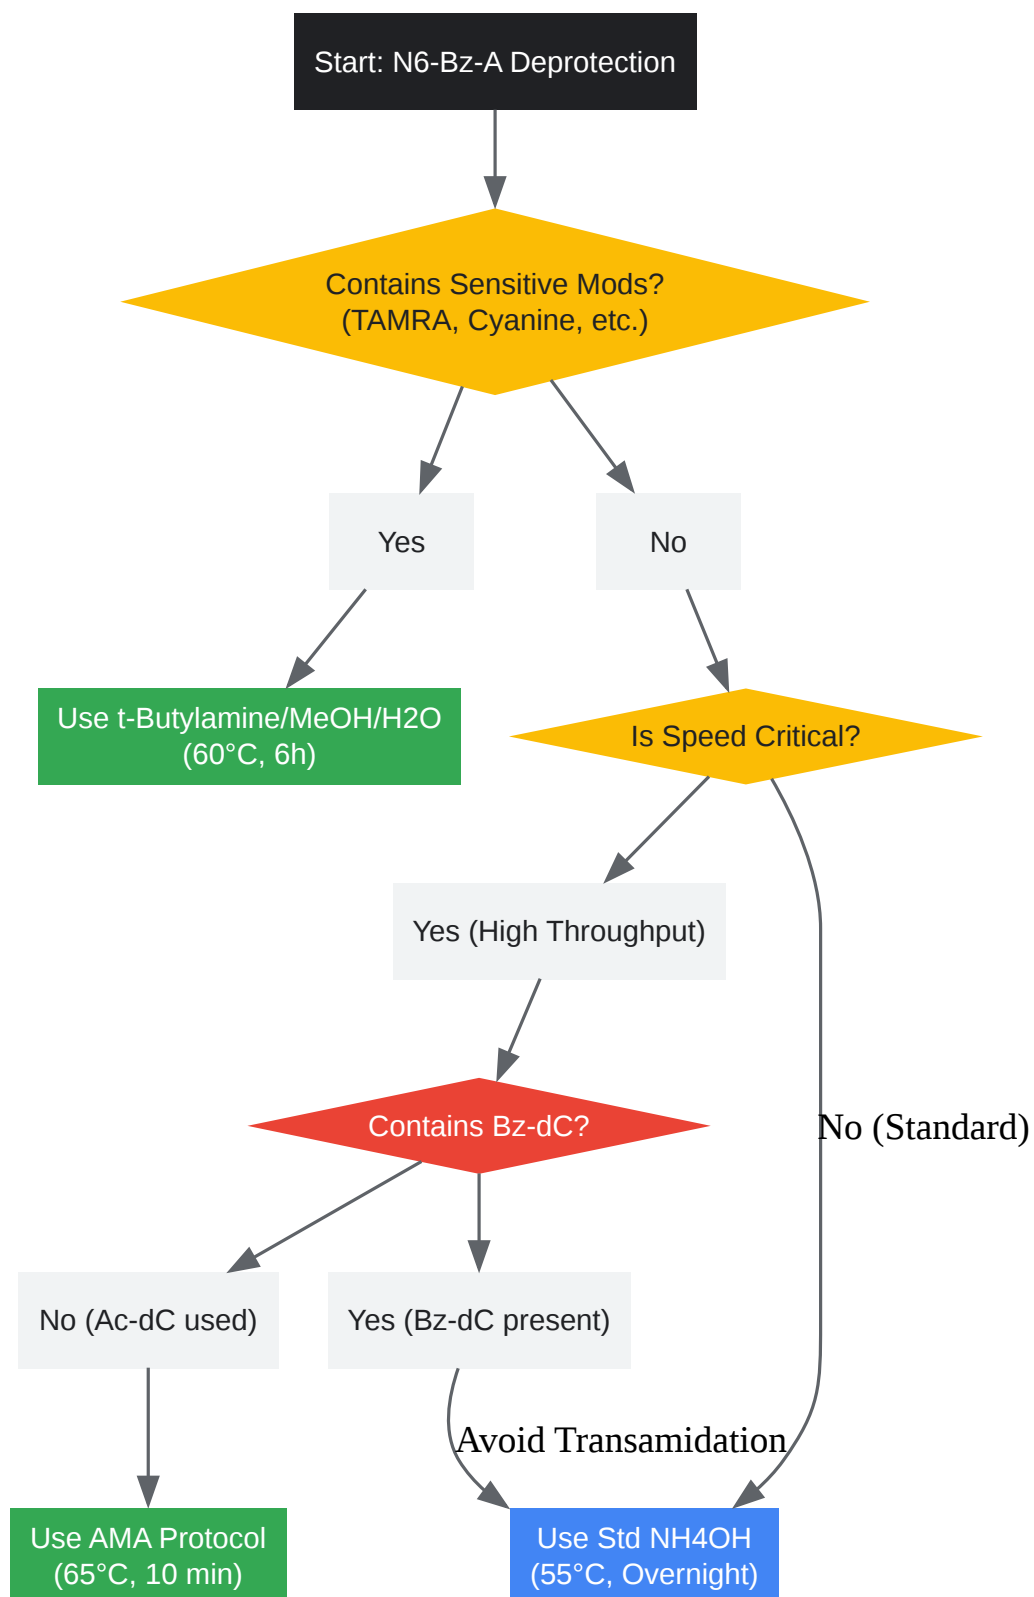 Start: N6-Bz-A Deprotection
Contains Sensitive Mods?
(TAMRA, Cyanine, etc.)
Yes
No
Use t-Butylamine/MeOH/H2O
(60°C, 6h)
Is Speed Critical?
Yes (High Throughput)
Contains Bz-dC?
No (Standard)
No (Ac-dC used)
Yes (Bz-dC present)
Avoid Transamidation
Use AMA Protocol
(65°C, 10 min)
Use Std NH4OH
(55°C, Overnight)